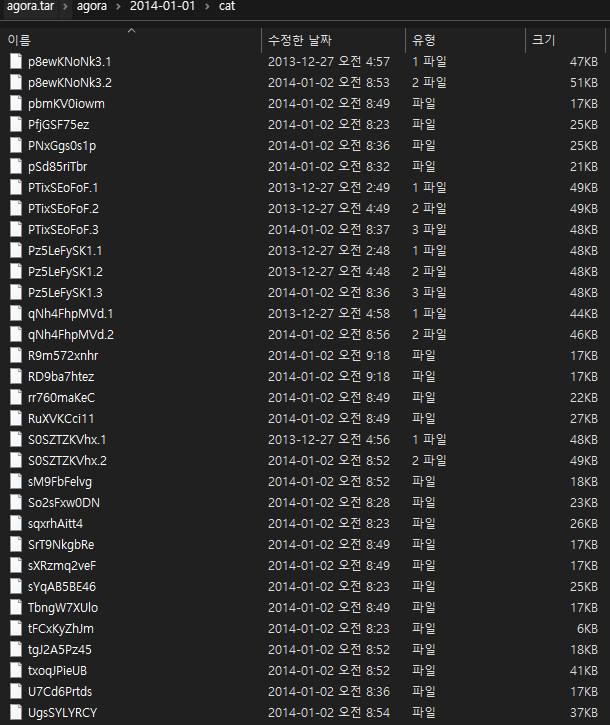 agora.tar > agora > 2014-01-01 > cat
이름 수정한 날짜 유형 크기
p8ewKNoNk3.1 2013-12-27 오전 4:57 1 파일 47KB
p8ewKNoNk3.2 2014-01-02 오전 8:53 2 파일 51KB
pbmKV0iowm 2014-01-02 오전 8:49 파일 17KB
PfjGSF75ez 2014-01-02 오전 8:23 파일 25KB
PNxGgs0s1p 2014-01-02 오전 8:36 파일 25KB
pSd85riTbr 2014-01-02 오전 8:32 파일 21KB
PTixSEoFoF.1 2013-12-27 오전 2:49 1 파일 49KB
PTixSEoFoF.2 2013-12-27 오전 4:49 2 파일 49KB
PTixSEoFoF.3 2014-01-02 오전 8:37 3 파일 48KB
Pz5LeFySK1.1 2013-12-27 오전 2:48 1 파일 48KB
Pz5LeFySK1.2 2013-12-27 오전 4:48 2 파일 48KB
Pz5LeFySK1.3 2014-01-02 오전 8:36 3 파일 48KB
qNh4FhpMVd.1 2013-12-27 오전 4:58 1 파일 44KB
qNh4FhpMVd.2 2014-01-02 오전 8:56 2 파일 46KB
R9m572xnhr 2014-01-02 오전 9:18 파일 17KB
RD9ba7htez 2014-01-02 오전 9:18 파일 17KB
rr760maKeC 2014-01-02 오전 8:49 파일 22KB
RuXVKCci11 2014-01-02 오전 8:49 파일 27KB
S0SZTZKVhx.1 2013-12-27 오전 4:56 1 파일 48KB
S0SZTZKVhx.2 2014-01-02 오전 8:52 2 파일 49KB
sM9FbFelvg 2014-01-02 오전 8:52 파일 18KB
So2sFxw0DN 2014-01-02 오전 8:28 파일 23KB
sqxrhAitt4 2014-01-02 오전 8:23 파일 26KB
SrT9NkgbRe 2014-01-02 오전 8:49 파일 17KB
sXRzmq2veF 2014-01-02 오전 8:49 파일 17KB
sYqAB5BE46 2014-01-02 오전 8:23 파일 25KB
TbngW7XUlo 2014-01-02 오전 8:49 파일 17KB
tFCxKyZhJm 2014-01-02 오전 8:23 파일 6KB
tgJ2A5Pz45 2014-01-02 오전 8:52 파일 18KB
txoqJPieUB 2014-01-02 오전 8:52 파일 41KB
U7Cd6Prtds 2014-01-02 오전 8:36 파일 17KB
UgsSYLYRCY 2014-01-02 오전 8:54 파일 37KB